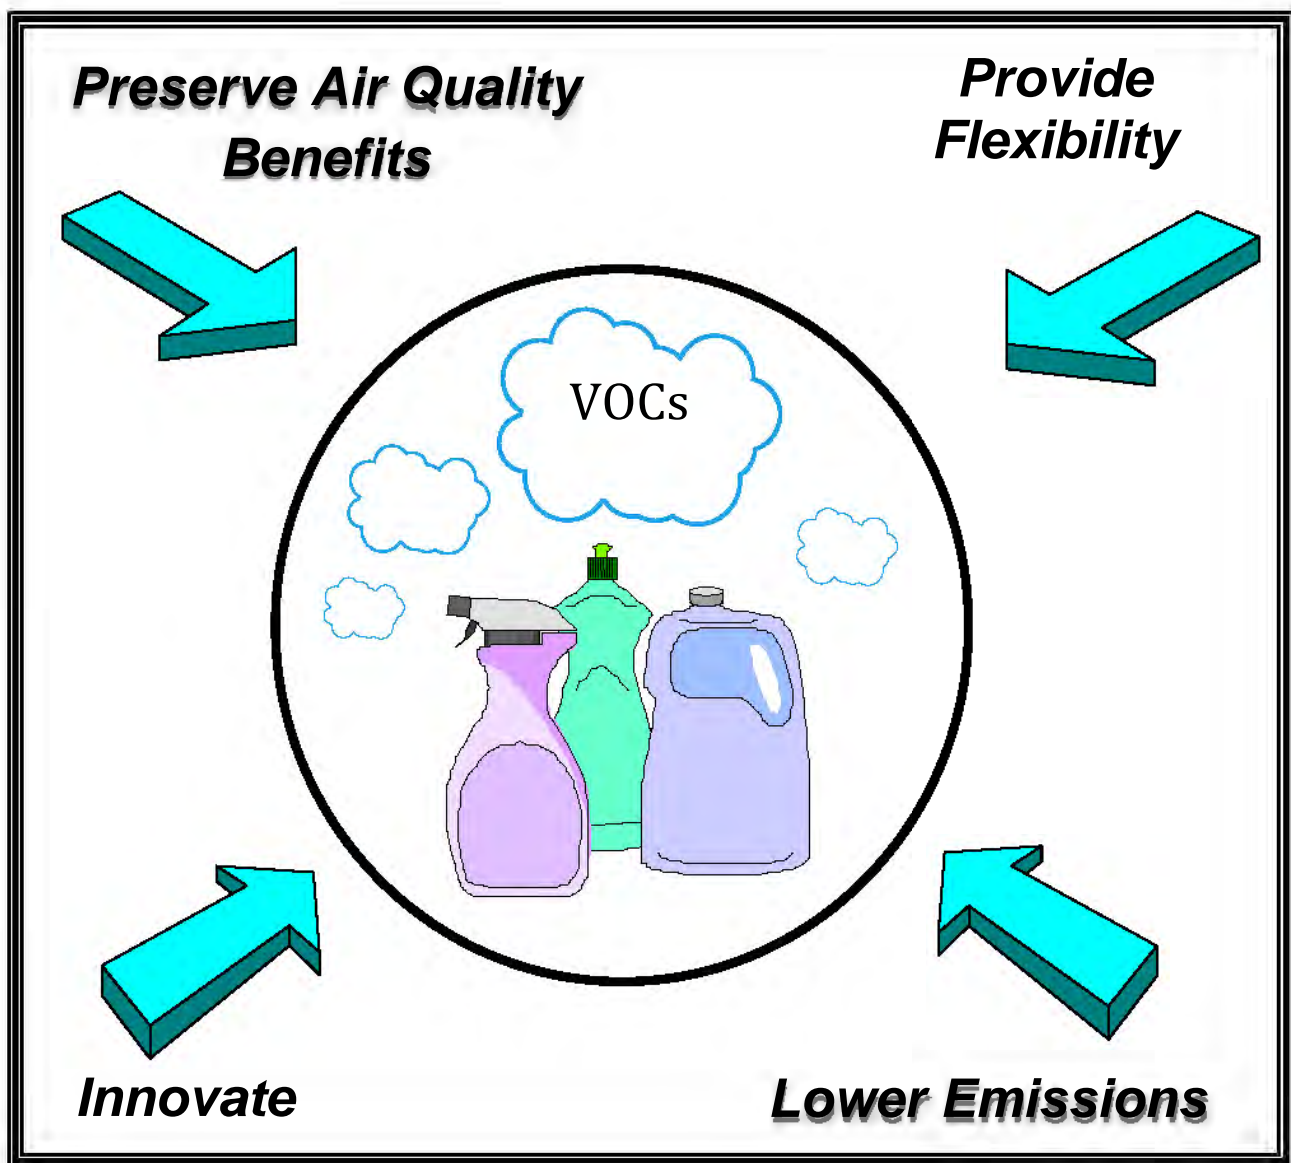 Preserve Air Quality
Benefits
Provide
Flexibility
VOCs
Innovate
Lower Emissions